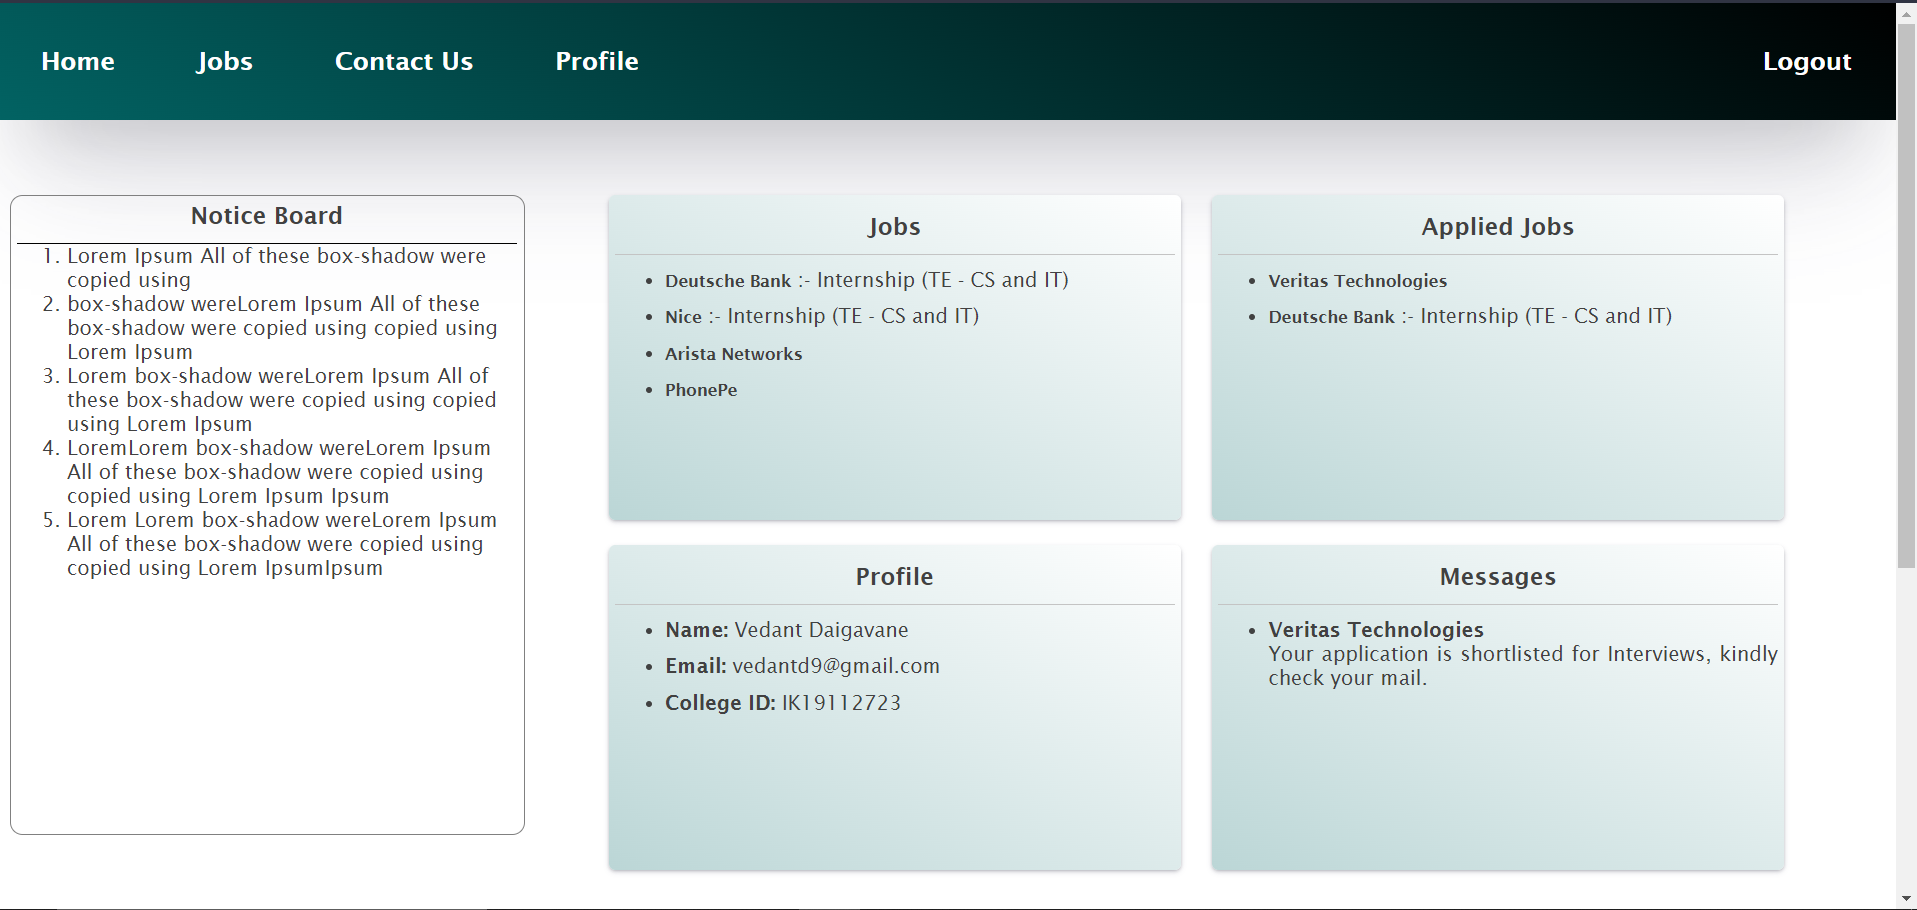 Home Jobs Contact Us Profile Logout
Notice Board
1. Lorem Ipsum All of these box-shadow were
copied using
2. box-shadow wereLorem Ipsum All of these
box-shadow were copied using copied using
Lorem Ipsum
3. Lorem box-shadow wereLorem Ipsum All of
these box-shadow were copied using copied
using Lorem Ipsum
4. LoremLorem box-shadow wereLorem Ipsum
All of these box-shadow were copied using
copied using Lorem Ipsum Ipsum
5. Lorem Lorem box-shadow wereLorem Ipsum
All of these box-shadow were copied using
copied using Lorem IpsumIpsum
Jobs
• Deutsche Bank :- Internship (TE - CS and IT)
• Nice :- Internship (TE - CS and IT)
• Arista Networks
• PhonePe
Applied Jobs
• Veritas Technologies
• Deutsche Bank :- Internship (TE - CS and IT)
Profile
• Name: Vedant Daigavane
• Email: vedantd9@gmail.com
• College ID: IK19112723
Messages
• Veritas Technologies
Your application is shortlisted for Interviews, kindly
check your mail.